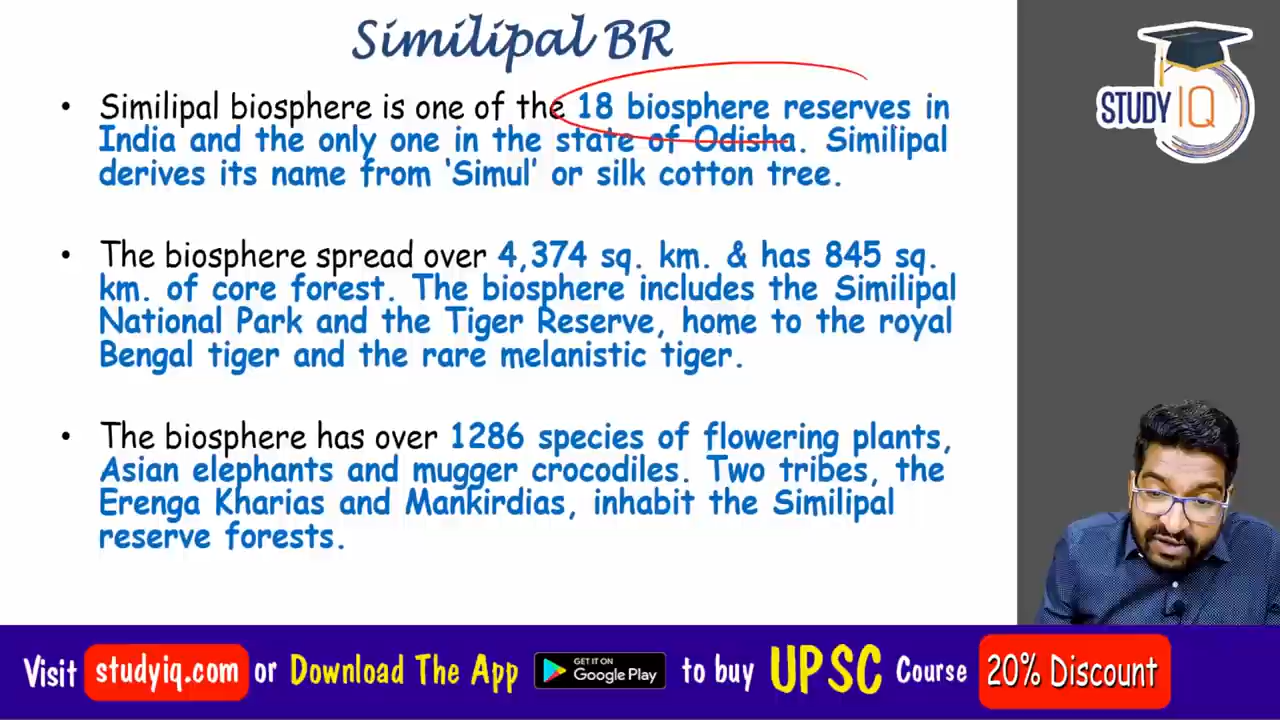 Similipal BR
• Similipal biosphere is one of the 18 biosphere reserves in
India and the only one in the state of Odisha. Similipal
derives its name from ‘Simul’ or silk cotton tree.
• The biosphere spread over 4,374 sq. km. & has 845 sq.
km. of core forest. The biosphere includes the Similipal
National Park and the Tiger Reserve, home to the royal
Bengal tiger and the rare melanistic tiger.
• The biosphere has over 1286 species of flowering plants,
Asian elephants and mugger crocodiles. Two tribes, the
Erenga Kharias and Mankirdias, inhabit the Similipal
reserve forests.
STUDY IQ
Visit studyiq.com or Download The App GET IT ON Google Play to buy UPSC Course 20% Discount